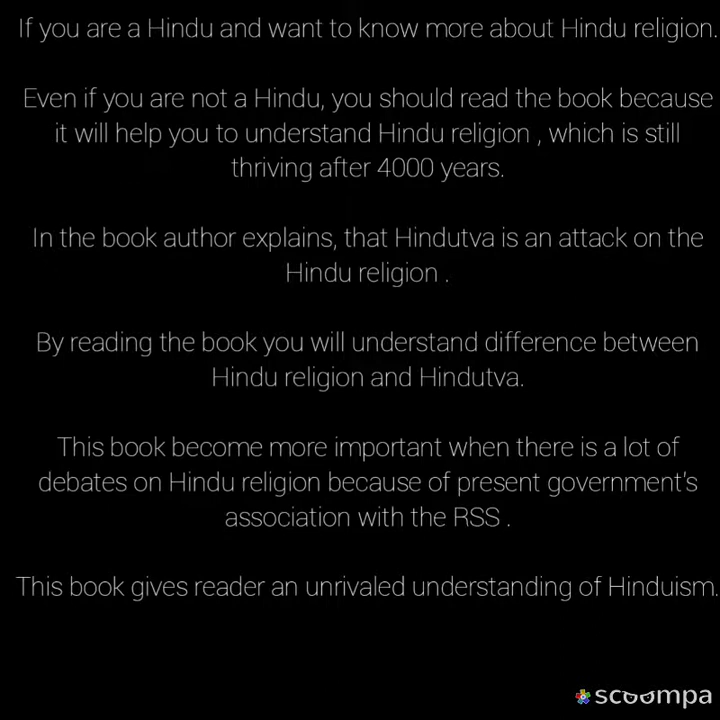 If you are a Hindu and want to know more about Hindu religion.
Even if you are not a Hindu, you should read the book because
it will help you to understand Hindu religion , which is still
thriving after 4000 years.
In the book author explains, that Hindutva is an attack on the
Hindu religion .
By reading the book you will understand difference between
Hindu religion and Hindutva.
This book become more important when there is a lot of
debates on Hindu religion because of present government's
association with the RSS .
This book gives reader an unrivaled understanding of Hinduism.
scoompa